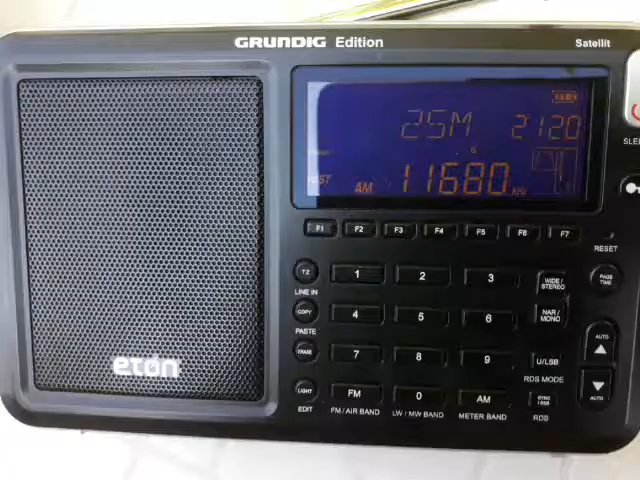 GRUNDIG Edition
Satellit
25M 2120
AM 11680
F1 F2 F3 F4 F5 F6 F7
RESET
T2 1 2 3 WIDE / STEREO PAGE TIME
LINE IN
COPY 4 5 6 NAR / MONO
PASTE
AUTO
ERASE 7 8 9 U/LSB
RDS MODE
LIGHT FM 0 AM
AUTO
EDIT FM / AIR BAND LW / MW BAND METER BAND RDS
etón